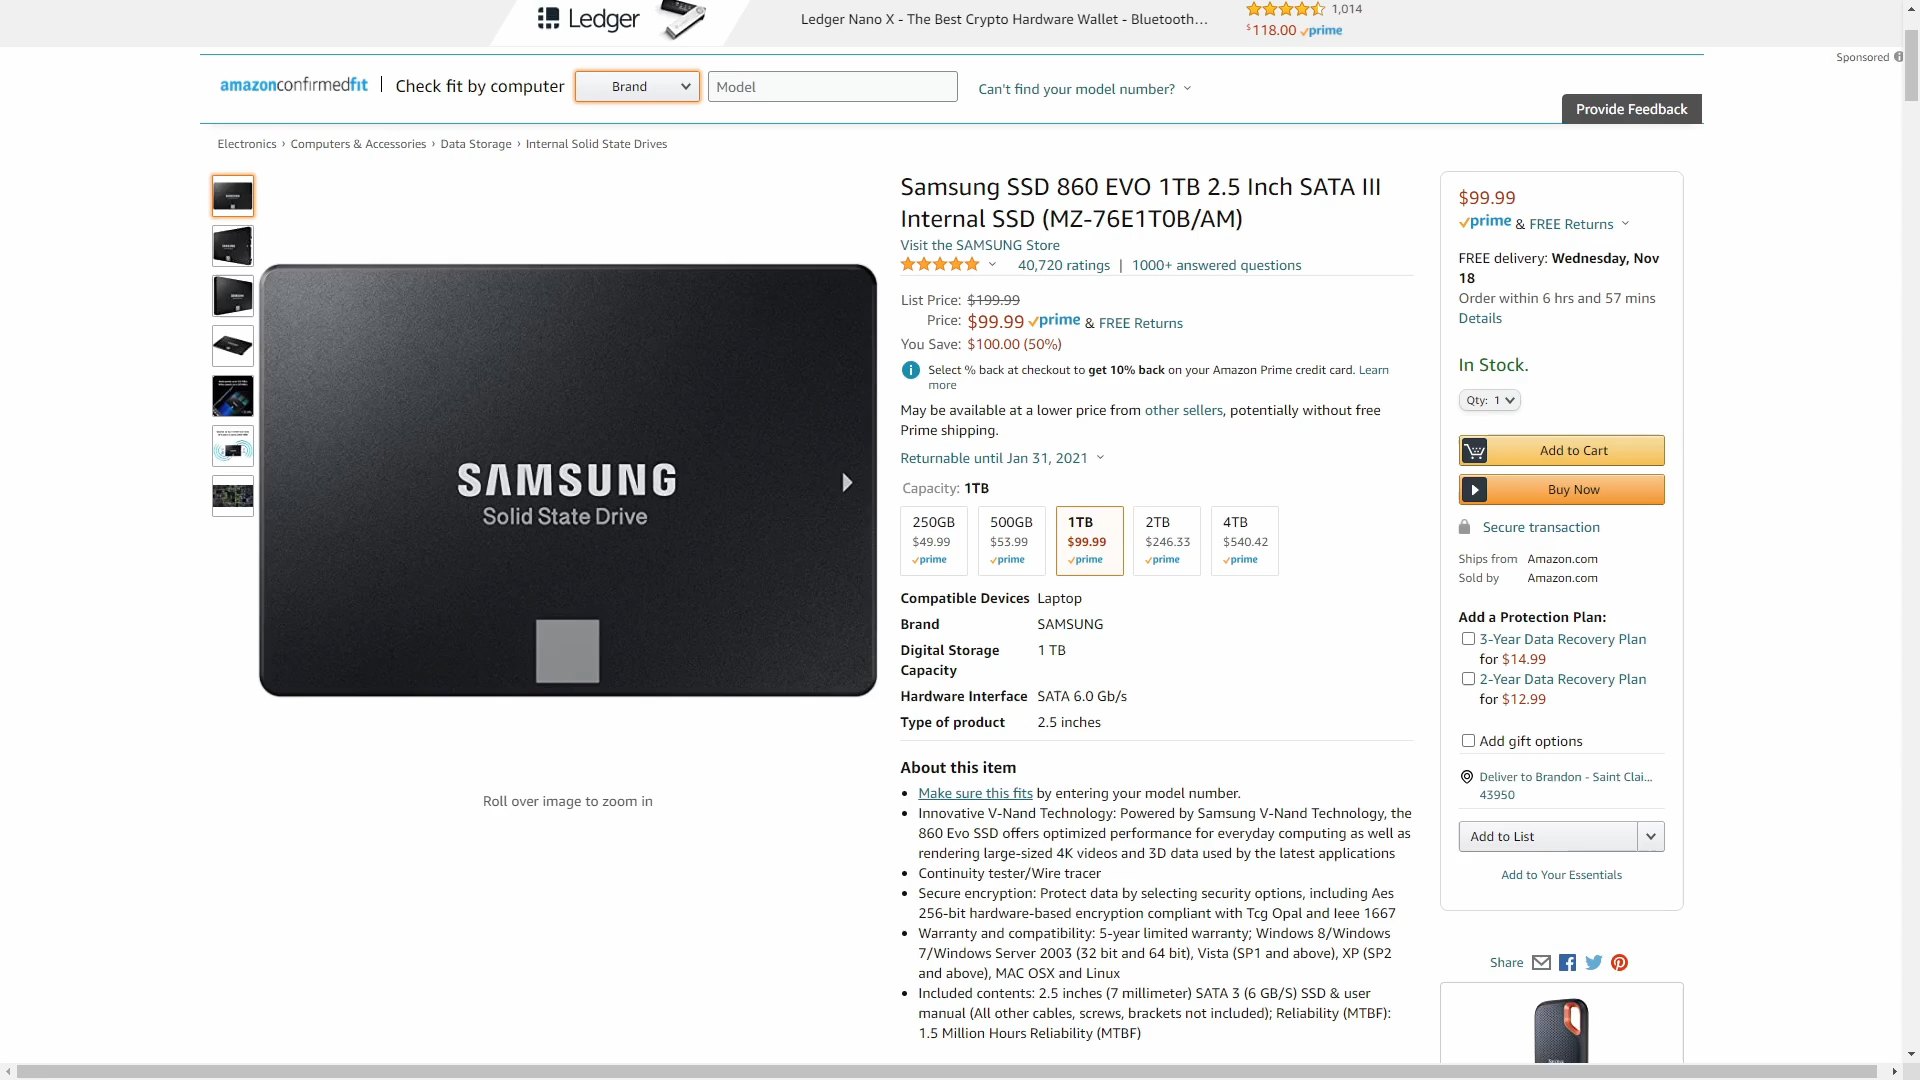 Ledger
Ledger Nano X - The Best Crypto Hardware Wallet - Bluetooth…
1,014
$118.00 prime
Sponsored
amazonconfirmedfit | Check fit by computer
Brand
Model
Can't find your model number?
Provide Feedback
Electronics › Computers & Accessories › Data Storage › Internal Solid State Drives
SAMSUNG
Solid State Drive
Roll over image to zoom in
Samsung SSD 860 EVO 1TB 2.5 Inch SATA III
Internal SSD (MZ-76E1T0B/AM)
Visit the SAMSUNG Store
40,720 ratings | 1000+ answered questions
List Price: $199.99
Price: $99.99 prime & FREE Returns
You Save: $100.00 (50%)
Select % back at checkout to get 10% back on your Amazon Prime credit card. Learn
more
May be available at a lower price from other sellers, potentially without free
Prime shipping.
Returnable until Jan 31, 2021
Capacity: 1TB
250GB
$49.99
prime
500GB
$53.99
prime
1TB
$99.99
prime
2TB
$246.33
prime
4TB
$540.42
prime
Compatible Devices Laptop
Brand SAMSUNG
Digital Storage 1 TB
Capacity
Hardware Interface SATA 6.0 Gb/s
Type of product 2.5 inches
About this item
Make sure this fits by entering your model number.
Innovative V-Nand Technology: Powered by Samsung V-Nand Technology, the
860 Evo SSD offers optimized performance for everyday computing as well as
rendering large-sized 4K videos and 3D data used by the latest applications
Continuity tester/Wire tracer
Secure encryption: Protect data by selecting security options, including Aes
256-bit hardware-based encryption compliant with Tcg Opal and Ieee 1667
Warranty and compatibility: 5-year limited warranty; Windows 8/Windows
7/Windows Server 2003 (32 bit and 64 bit), Vista (SP1 and above), XP (SP2
and above), MAC OSX and Linux
Included contents: 2.5 inches (7 millimeter) SATA 3 (6 GB/S) SSD & user
manual (All other cables, screws, brackets not included); Reliability (MTBF):
1.5 Million Hours Reliability (MTBF)
$99.99
prime & FREE Returns
FREE delivery: Wednesday, Nov
18
Order within 6 hrs and 57 mins
Details
In Stock.
Qty: 1
Add to Cart
Buy Now
Secure transaction
Ships from Amazon.com
Sold by Amazon.com
Add a Protection Plan:
3-Year Data Recovery Plan
for $14.99
2-Year Data Recovery Plan
for $12.99
Add gift options
Deliver to Brandon - Saint Clai...
43950
Add to List
Add to Your Essentials
Share